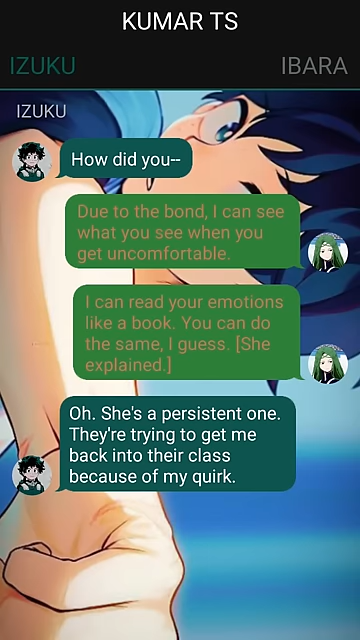 KUMAR TS
IZUKU IBARA
IZUKU
How did you--
Due to the bond, I can see
what you see when you
get uncomfortable.
I can read your emotions
like a book. You can do
the same, I guess. [She
explained.]
Oh. She's a persistent one.
They're trying to get me
back into their class
because of my quirk.